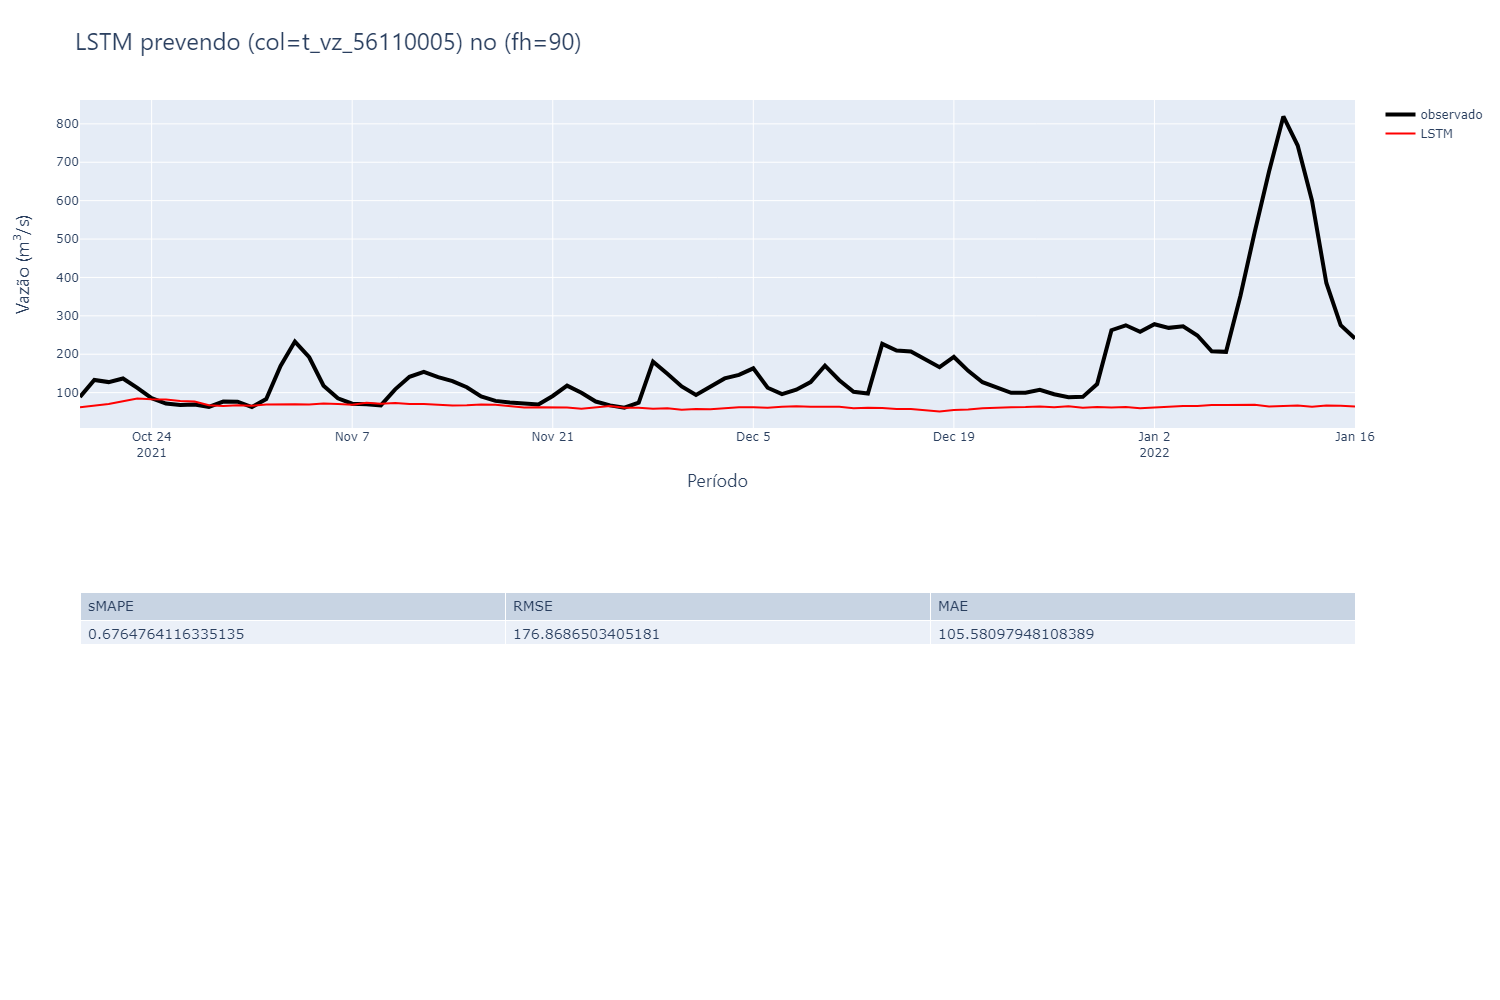 LSTM prevendo (col=t_vz_56110005) no (fh=90)
observado
LSTM
Vazão (m³/s)
800
700
600
500
400
300
200
100
Oct 24
2021
Nov 7
Nov 21
Dec 5
Dec 19
Jan 2
2022
Jan 16
Período
sMAPE RMSE MAE
0.6764764116335135 176.8686503405181 105.58097948108389